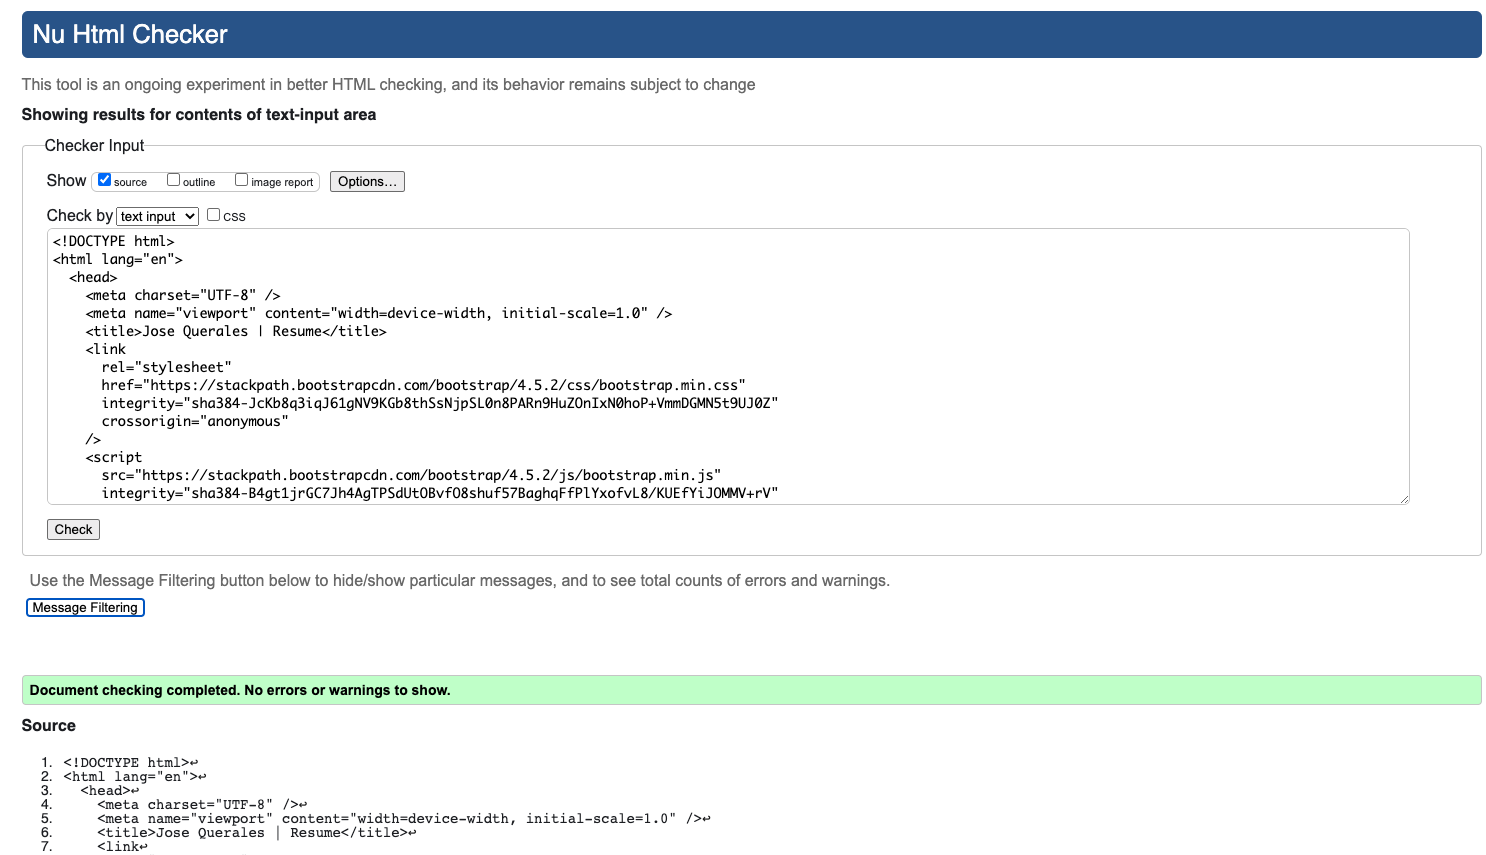 Nu Html Checker
This tool is an ongoing experiment in better HTML checking, and its behavior remains subject to change
Showing results for contents of text-input area
Checker Input
Show source outline image report Options...
Check by text input css
<!DOCTYPE html>
<html lang="en">
  <head>
    <meta charset="UTF-8" />
    <meta name="viewport" content="width=device-width, initial-scale=1.0" />
    <title>Jose Querales | Resume</title>
    <link
      rel="stylesheet"
      href="https://stackpath.bootstrapcdn.com/bootstrap/4.5.2/css/bootstrap.min.css"
      integrity="sha384-JcKb8q3iqJ61gNV9KGb8thSsNjpSL0n8PARn9HuZOnIxN0hoP+VmmDGMN5t9UJ0Z"
      crossorigin="anonymous"
    />
    <script
      src="https://stackpath.bootstrapcdn.com/bootstrap/4.5.2/js/bootstrap.min.js"
      integrity="sha384-B4gt1jrGC7Jh4AgTPSdUtOBvfO8shuf57BaghqFfPlYxofvL8/KUEfYiJOMMV+rV"
Check
Use the Message Filtering button below to hide/show particular messages, and to see total counts of errors and warnings.
Message Filtering
Document checking completed. No errors or warnings to show.
Source
1. <!DOCTYPE html>↩
2. <html lang="en">↩
3.   <head>↩
4.     <meta charset="UTF-8" />↩
5.     <meta name="viewport" content="width=device-width, initial-scale=1.0" />↩
6.     <title>Jose Querales | Resume</title>↩
7.     <link↩